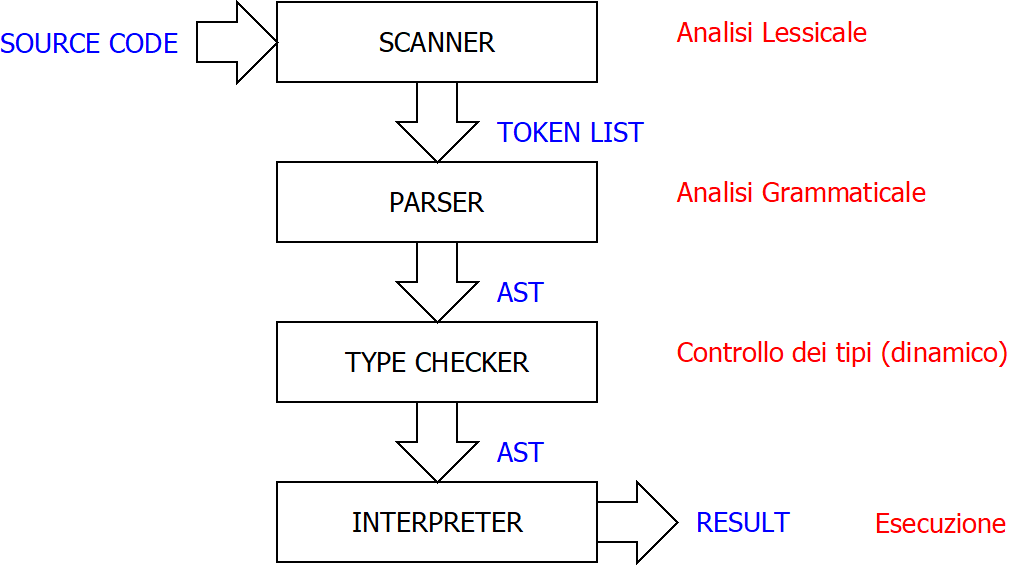 SOURCE CODE
SCANNER
Analisi Lessicale
TOKEN LIST
PARSER
Analisi Grammaticale
AST
TYPE CHECKER
Controllo dei tipi (dinamico)
AST
INTERPRETER
RESULT
Esecuzione